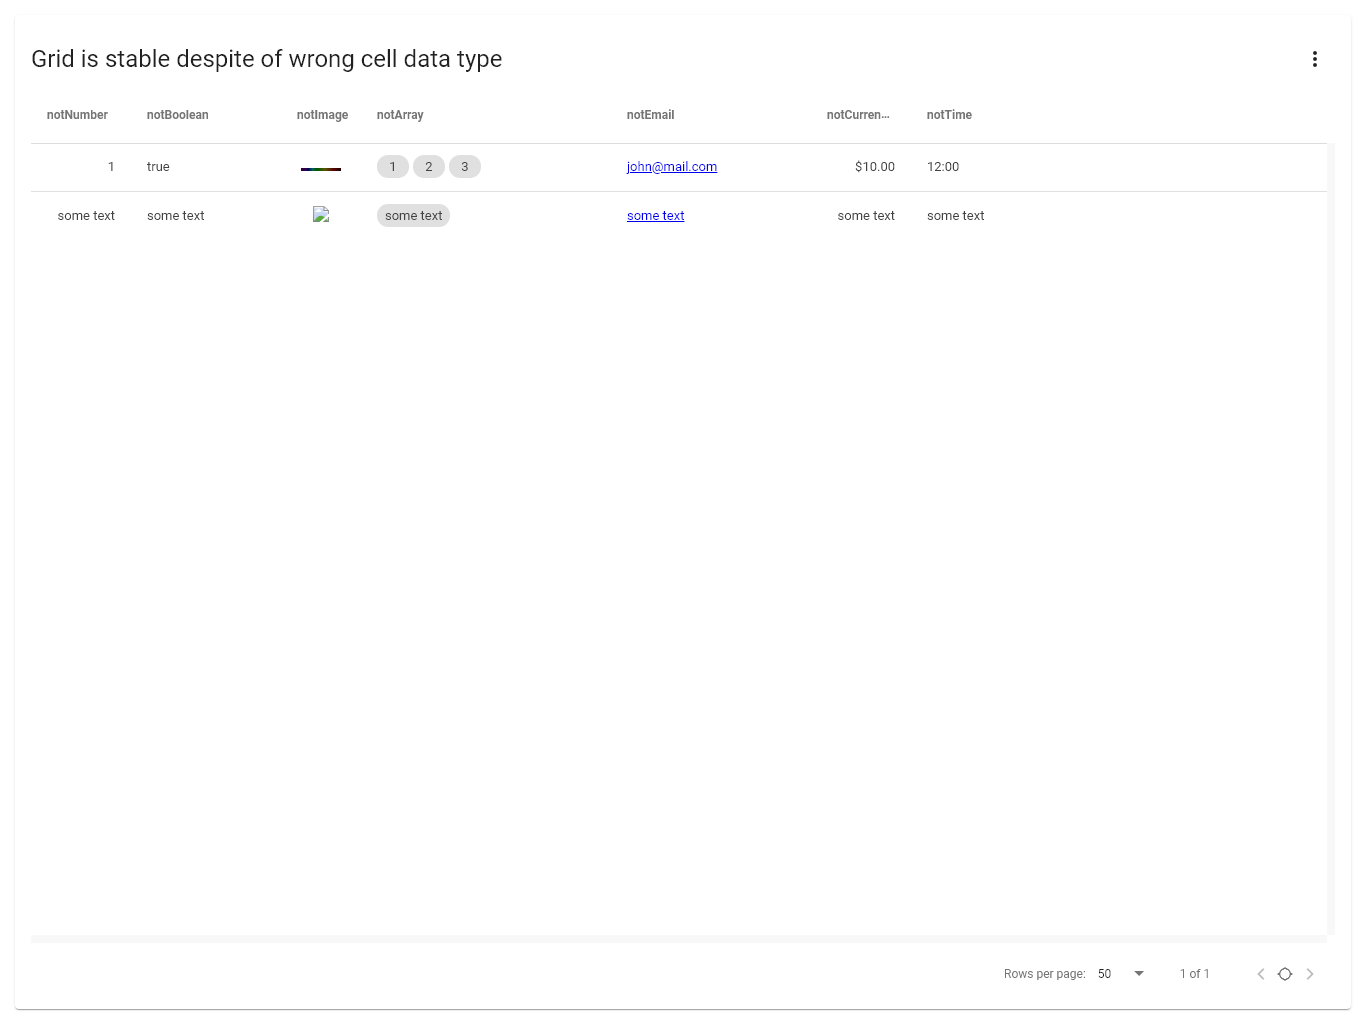 Grid is stable despite of wrong cell data type
notNumber notBoolean notImage notArray notEmail notCurren... notTime
1 true 1 2 3 john@mail.com $10.00 12:00
some text some text some text some text some text some text
Rows per page: 50 1 of 1